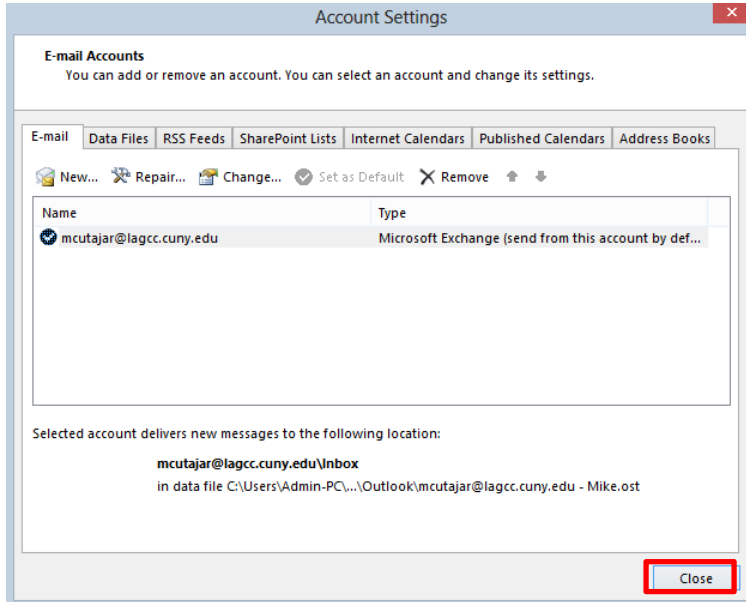 Account Settings
E-mail Accounts
You can add or remove an account. You can select an account and change its settings.
E-mail Data Files RSS Feeds SharePoint Lists Internet Calendars Published Calendars Address Books
New... Repair... Change... Set as Default Remove
Name Type
mcutajar@lagcc.cuny.edu Microsoft Exchange (send from this account by def...
Selected account delivers new messages to the following location:
mcutajar@lagcc.cuny.edu\Inbox
in data file C:\Users\Admin-PC\...\Outlook\mcutajar@lagcc.cuny.edu - Mike.ost
Close